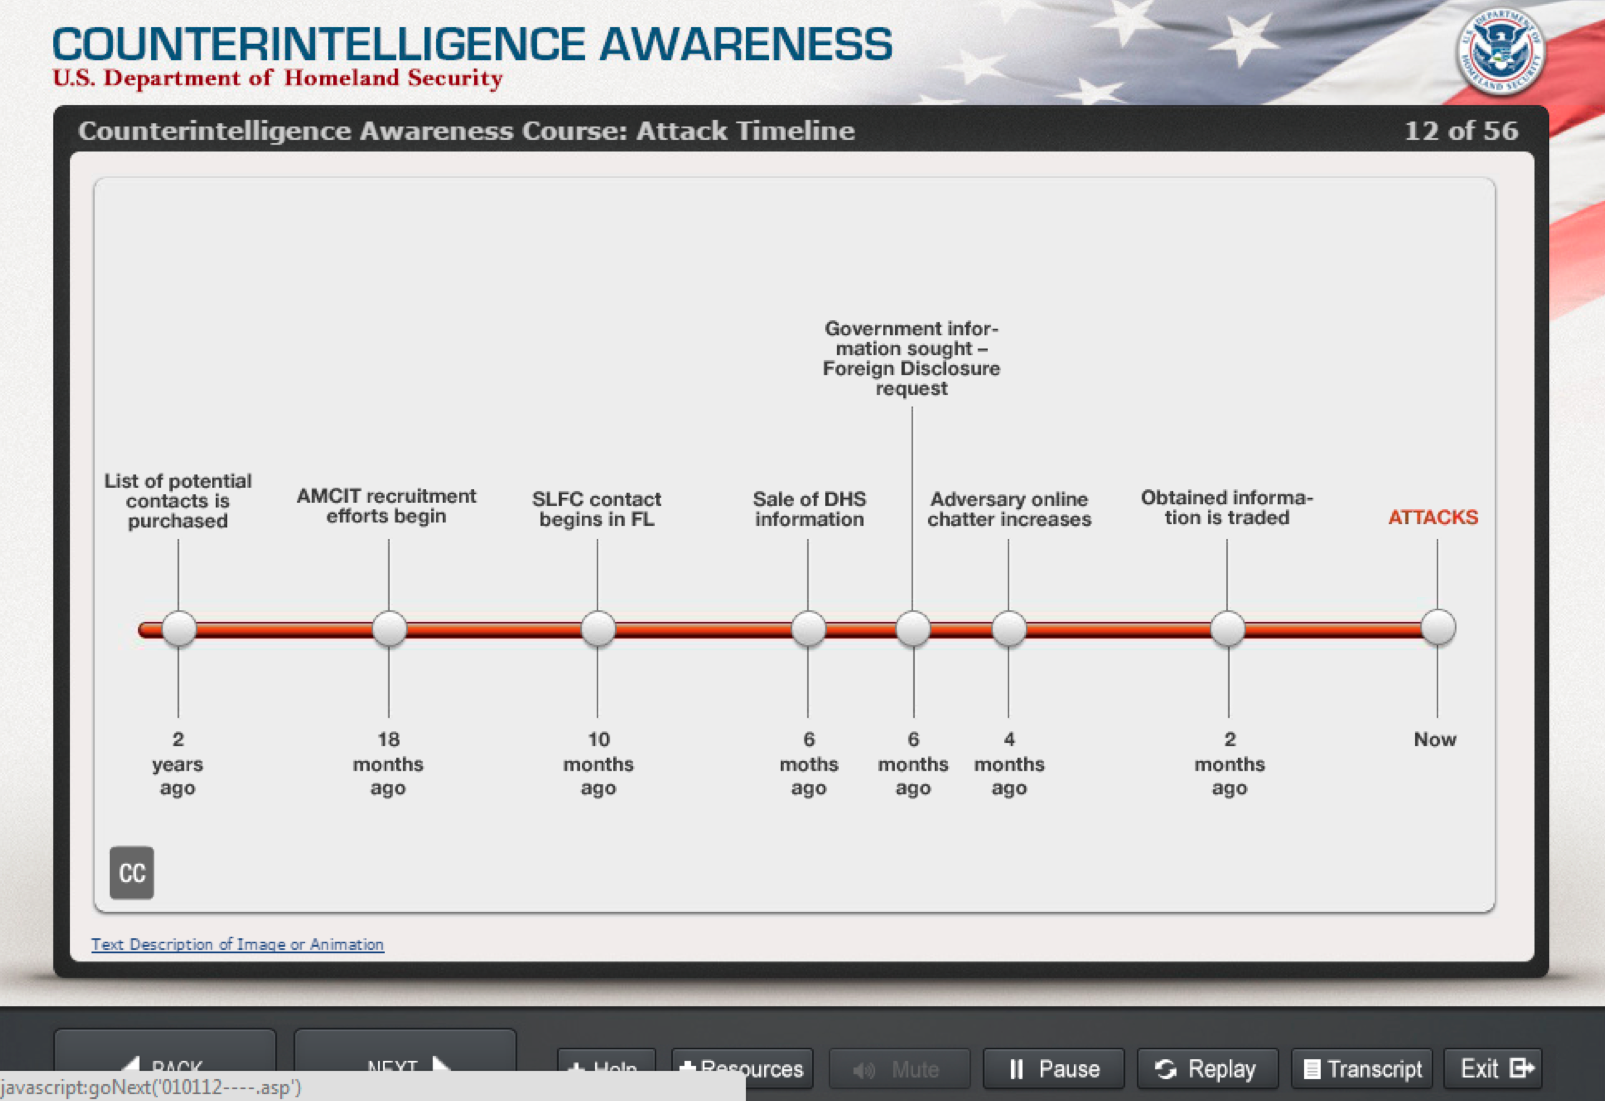 COUNTERINTELLIGENCE AWARENESS
U.S. Department of Homeland Security
Counterintelligence Awareness Course: Attack Timeline
12 of 56
Government infor-
mation sought –
Foreign Disclosure
request
List of potential
contacts is
purchased
AMCIT recruitment
efforts begin
SLFC contact
begins in FL
Sale of DHS
information
Adversary online
chatter increases
Obtained informa-
tion is traded
ATTACKS
2
years
ago
18
months
ago
10
months
ago
6
moths
ago
6
months
ago
4
months
ago
2
months
ago
Now
CC
Text Description of Image or Animation
BACK
NEXT
Help
Resources
Mute
Pause
Replay
Transcript
Exit
javascript:goNext('010112----.asp')